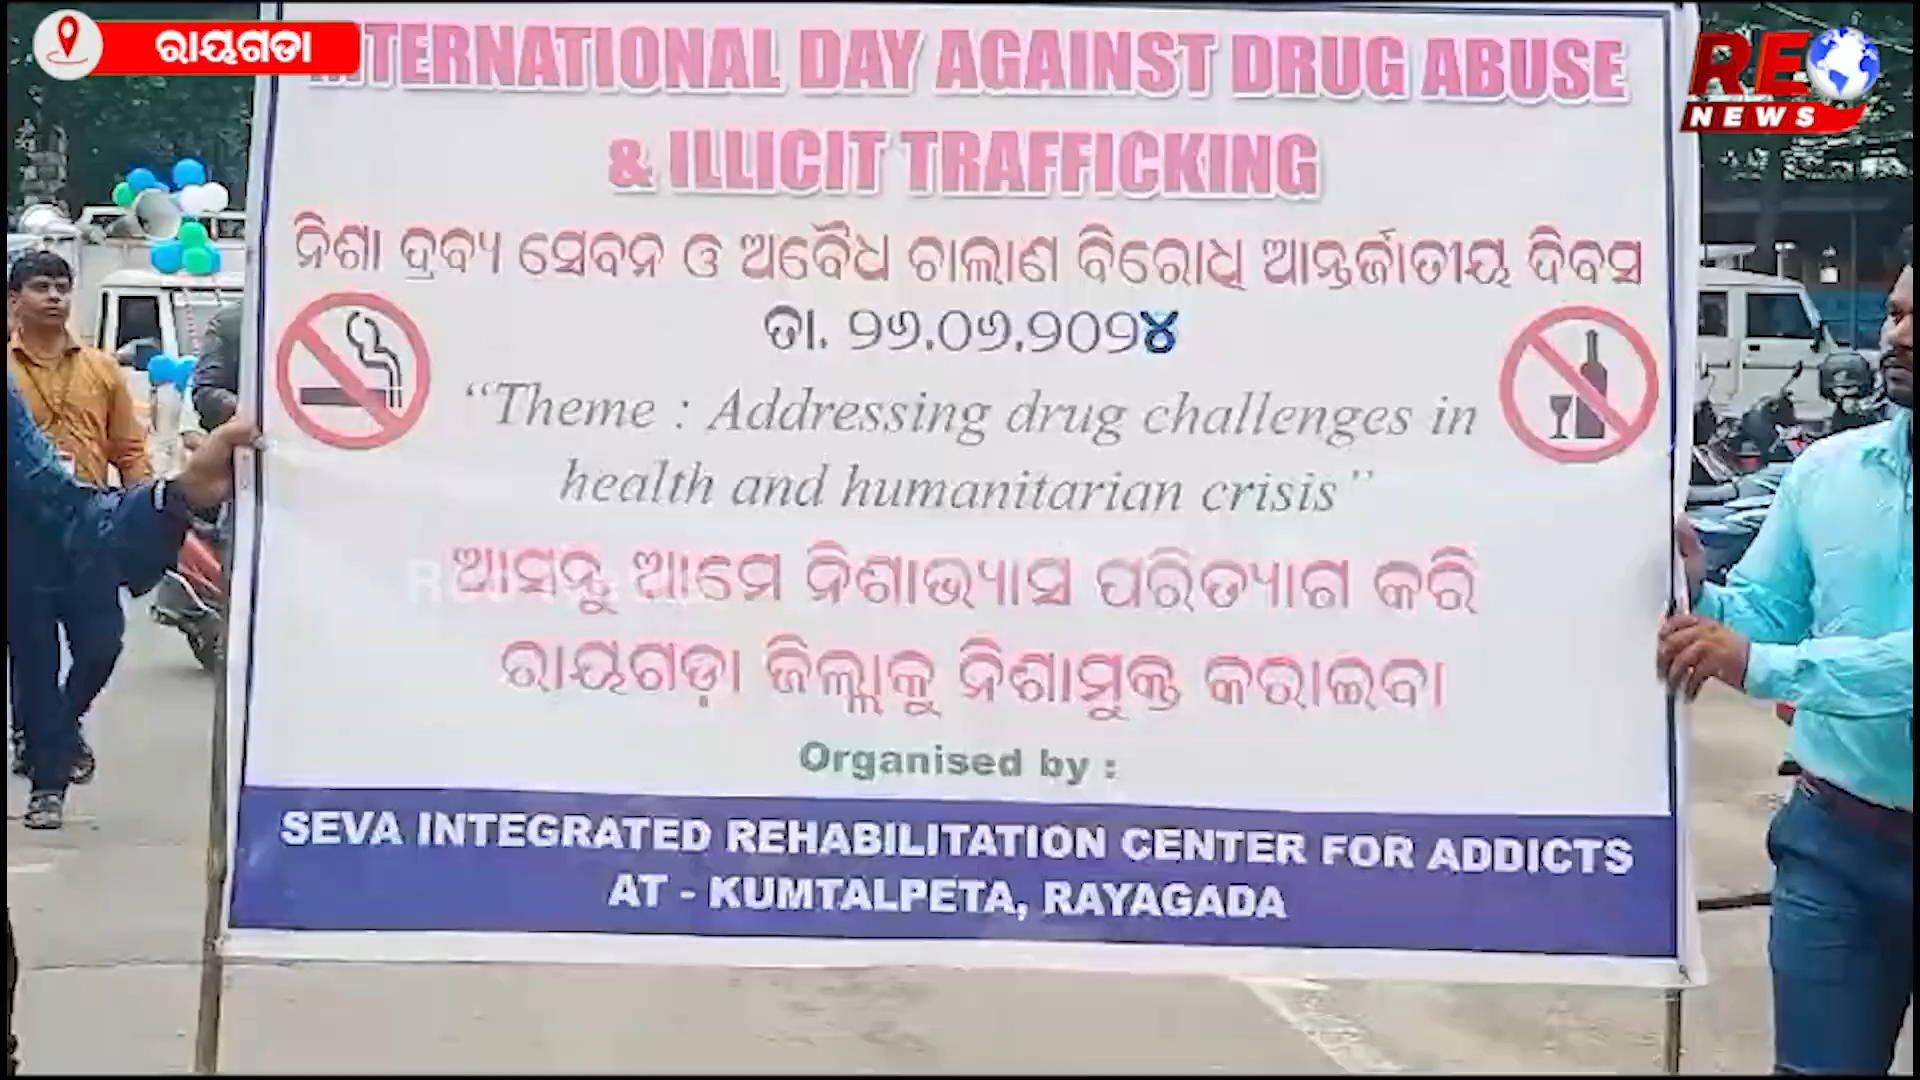 ରାୟଗଡା
RE
NEWS
INTERNATIONAL DAY AGAINST DRUG ABUSE
& ILLICIT TRAFFICKING
ନିଶା ଦ୍ରବ୍ୟ ସେବନ ଓ ଅବୈଧ ଚାଲାଣ ବିରୋଧି ଆନ୍ତର୍ଜାତୀୟ ଦିବସ
ତା. ୨୬.୦୬.୨୦୨୪
“Theme : Addressing drug challenges in
health and humanitarian crisis”
ଆସନ୍ତୁ ଆମେ ନିଶାଭ୍ୟାସ ପରିତ୍ୟାଗ କରି
ରାୟଗଡ଼ା ଜିଲ୍ଲାକୁ ନିଶାମୁକ୍ତ କରାଇବା
Organised by :
SEVA INTEGRATED REHABILITATION CENTER FOR ADDICTS
AT - KUMTALPETA, RAYAGADA